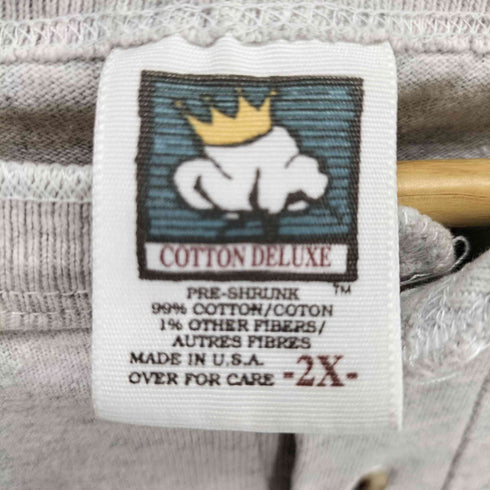 COTTON DELUXE
TM
PRE-SHRUNK
99% COTTON/COTON
1% OTHER FIBERS/
AUTRES FIBRES
MADE IN U.S.A.
OVER FOR CARE -2X-